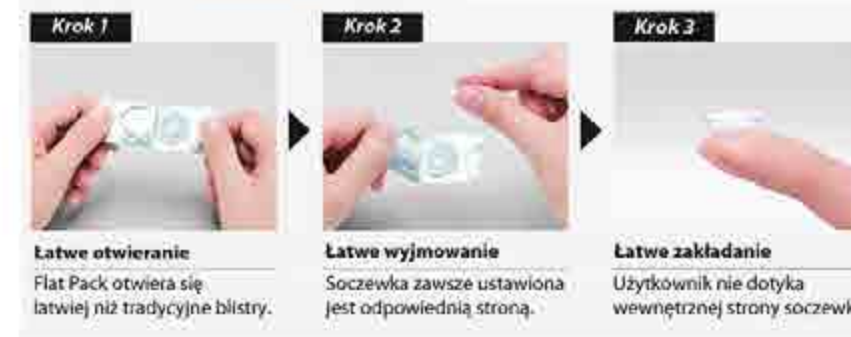 Krok 1
Krok 2
Krok 3
Łatwe otwieranie
Flat Pack otwiera się
łatwiej niż tradycyjne blistry.
Łatwe wyjmowanie
Soczewka zawsze ustawiona
jest odpowiednią stroną.
Łatwe zakładanie
Użytkownik nie dotyka
wewnętrznej strony soczewk